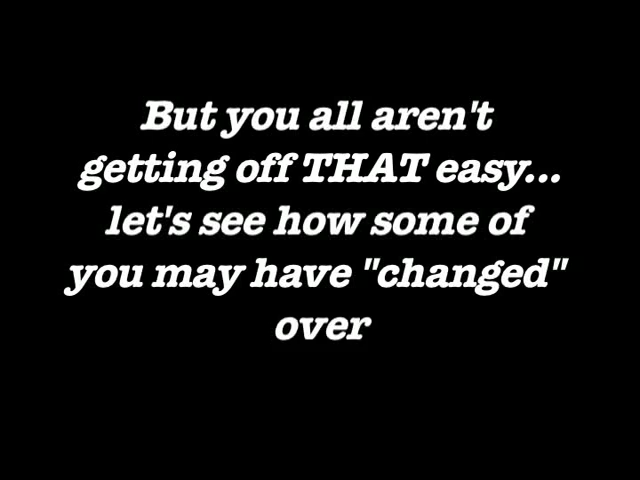 But you all aren't
getting off THAT easy...
let's see how some of
you may have "changed"
over